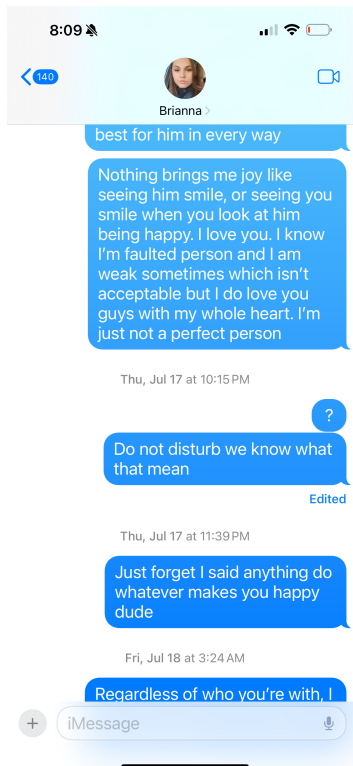 8:09
140
Brianna
best for him in every way
Nothing brings me joy like
seeing him smile, or seeing you
smile when you look at him
being happy. I love you. I know
I'm faulted person and I am
weak sometimes which isn't
acceptable but I do love you
guys with my whole heart. I'm
just not a perfect person
Thu, Jul 17 at 10:15 PM
?
Do not disturb we know what
that mean
Edited
Thu, Jul 17 at 11:39 PM
Just forget I said anything do
whatever makes you happy
dude
Fri, Jul 18 at 3:24 AM
Regardless of who you're with, I
iMessage